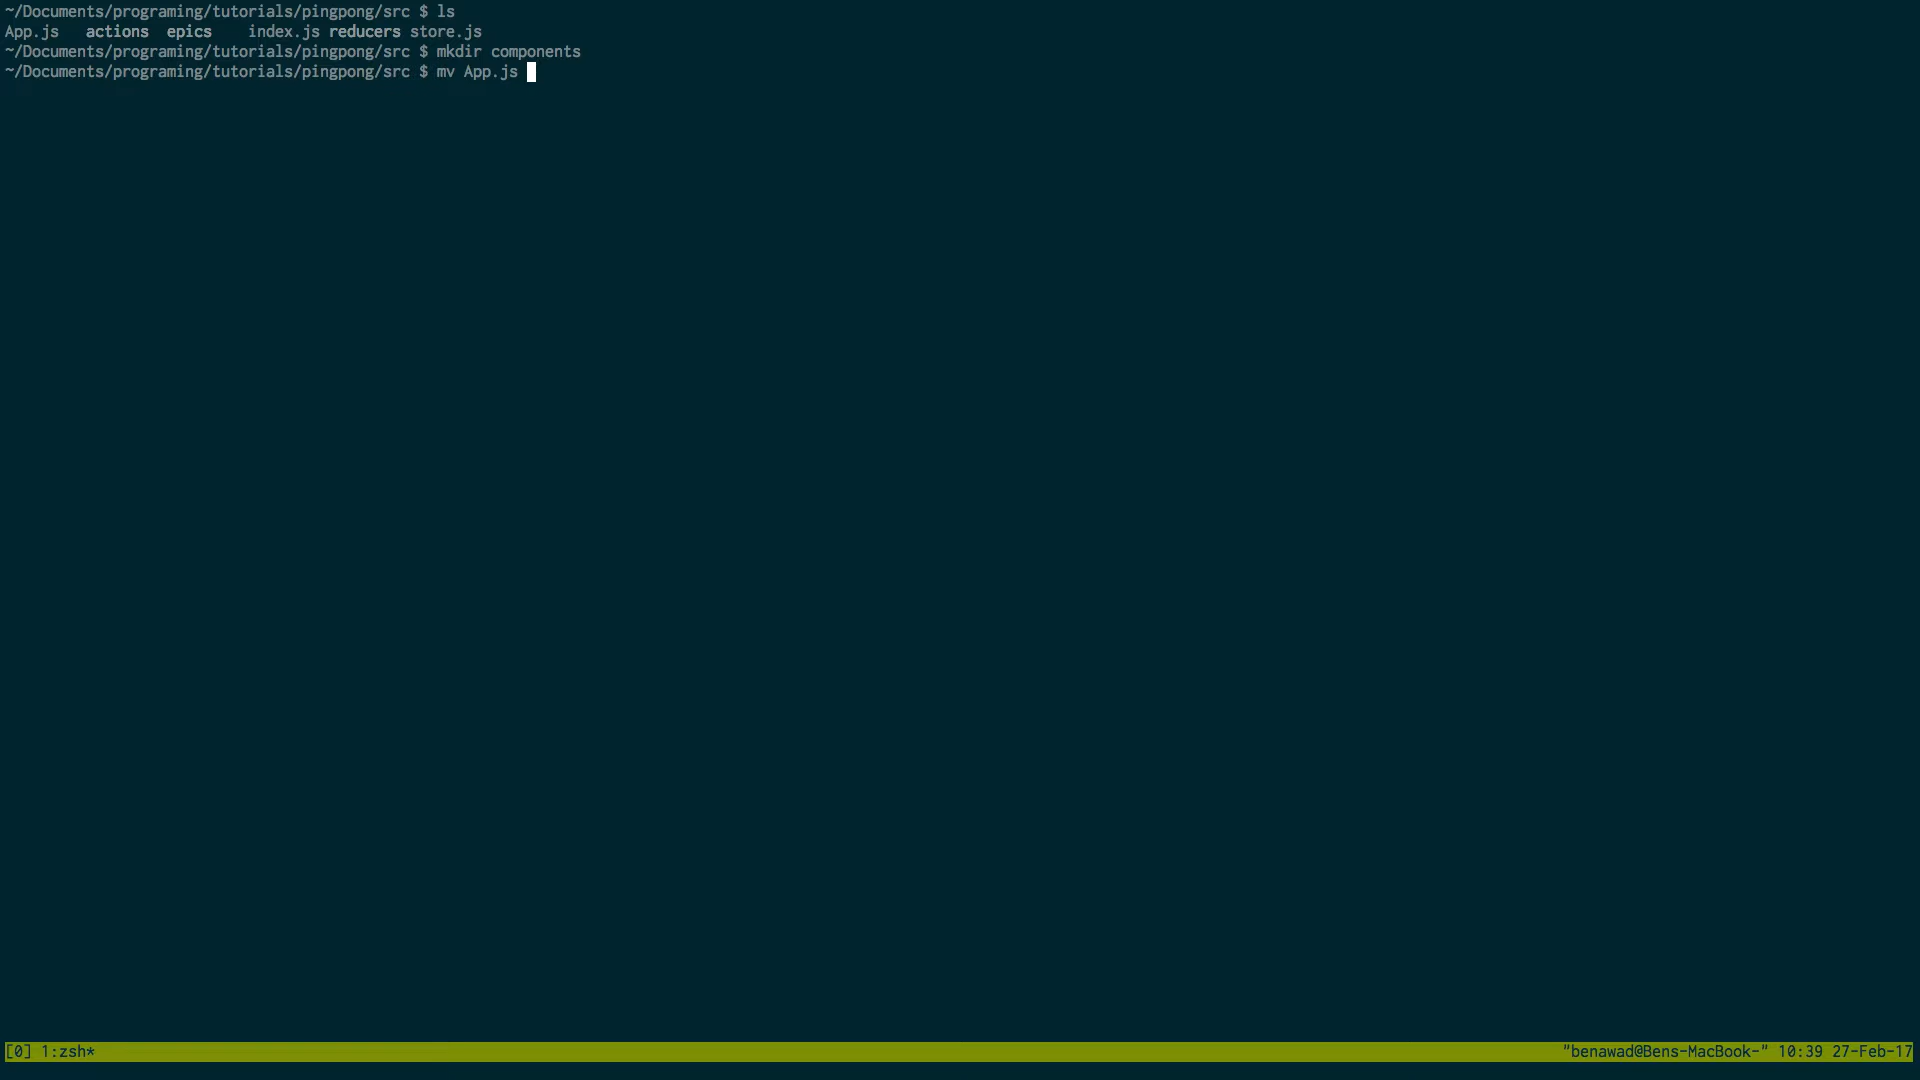 ~/Documents/programing/tutorials/pingpong/src $ ls
App.js   actions  epics    index.js reducers store.js
~/Documents/programing/tutorials/pingpong/src $ mkdir components
~/Documents/programing/tutorials/pingpong/src $ mv App.js
[0] 1:zsh* "benawad@Bens-MacBook-" 10:39 27-Feb-17